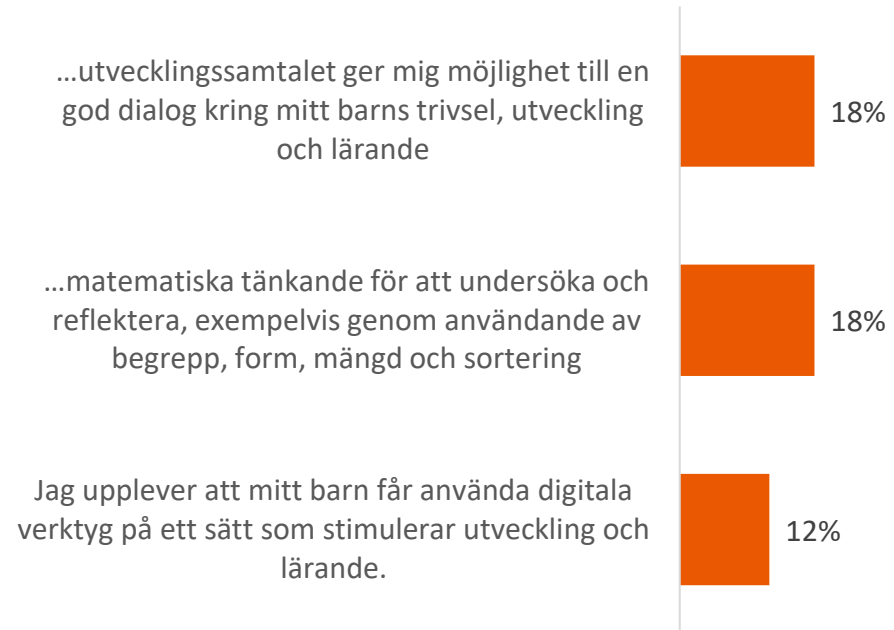 …utvecklingssamtalet ger mig möjlighet till en
god dialog kring mitt barns trivsel, utveckling
och lärande
18%
…matematiska tänkande för att undersöka och
reflektera, exempelvis genom användande av
begrepp, form, mängd och sortering
18%
Jag upplever att mitt barn får använda digitala
verktyg på ett sätt som stimulerar utveckling och
lärande.
12%